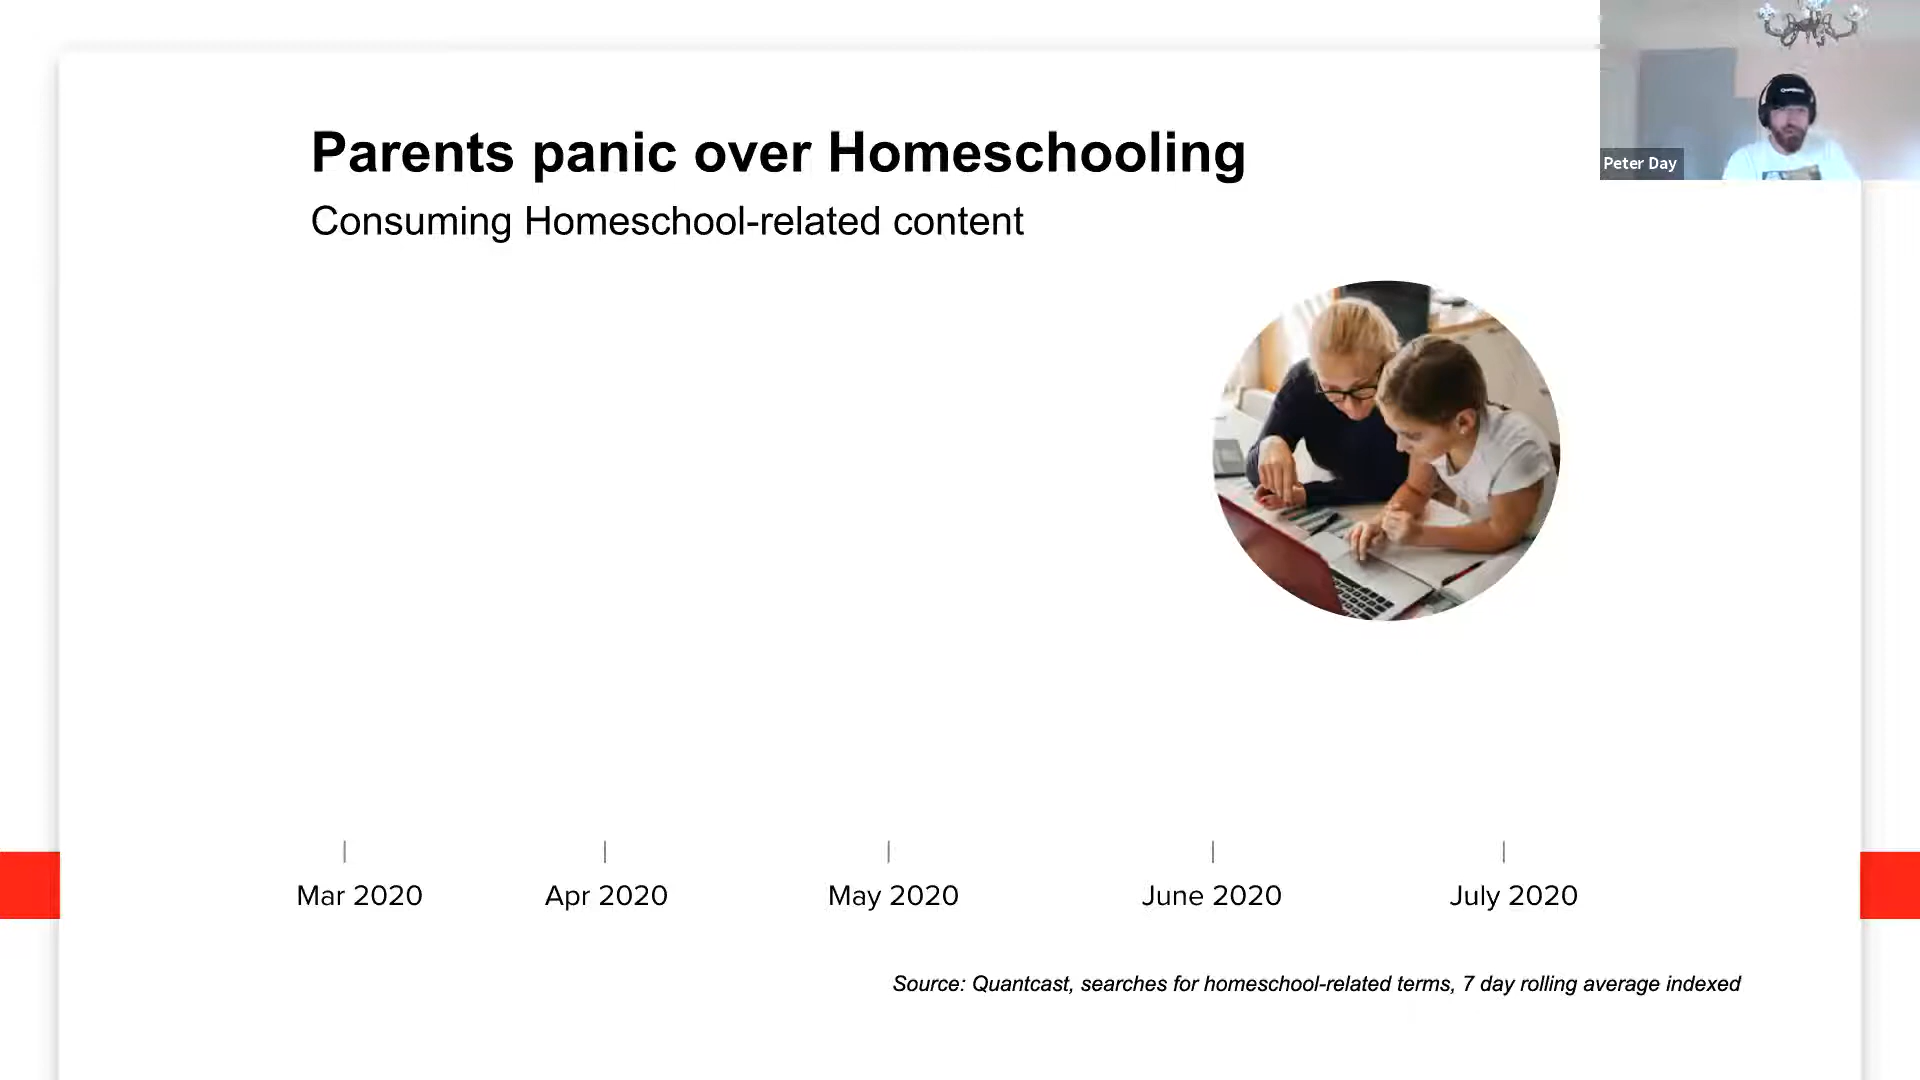 Parents panic over Homeschooling
Consuming Homeschool-related content
Peter Day
Mar 2020
Apr 2020
May 2020
June 2020
July 2020
Source: Quantcast, searches for homeschool-related terms, 7 day rolling average indexed